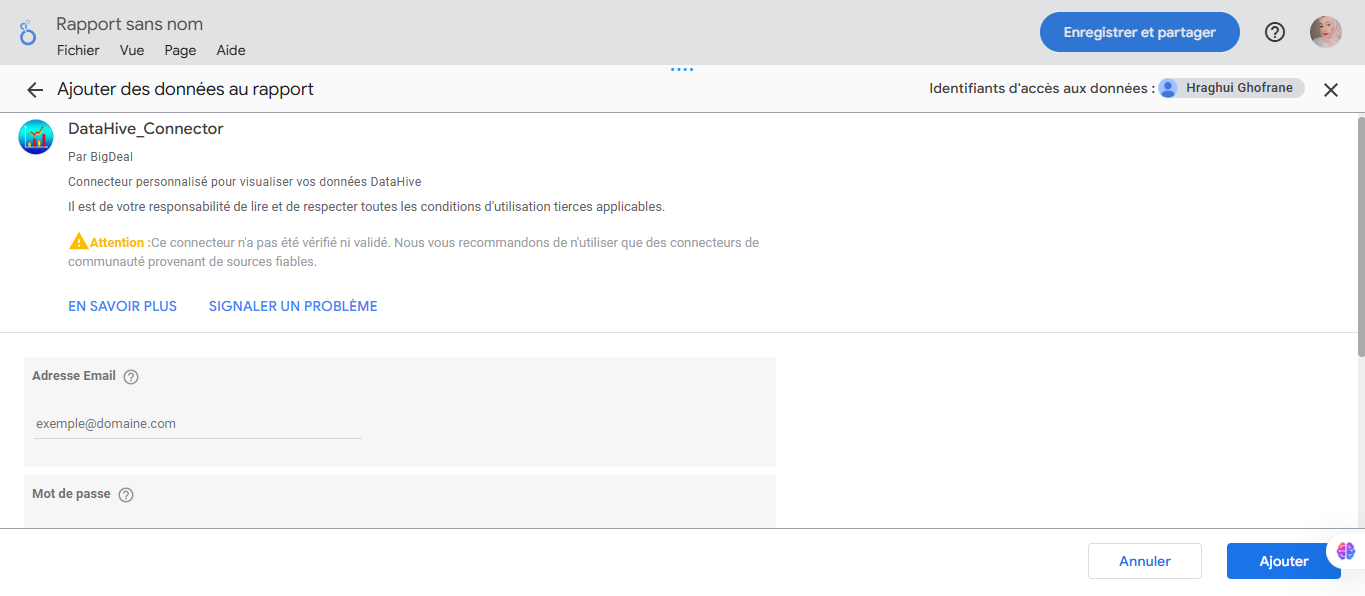 Rapport sans nom
Fichier Vue Page Aide
Enregistrer et partager
Ajouter des données au rapport
Identifiants d'accès aux données : Hraghui Ghofrane
DataHive_Connector
Par BigDeal
Connecteur personnalisé pour visualiser vos données DataHive
Il est de votre responsabilité de lire et de respecter toutes les conditions d'utilisation tierces applicables.
Attention :Ce connecteur n'a pas été vérifié ni validé. Nous vous recommandons de n'utiliser que des connecteurs de
communauté provenant de sources fiables.
EN SAVOIR PLUS SIGNALER UN PROBLÈME
Adresse Email
exemple@domaine.com
Mot de passe
Annuler Ajouter